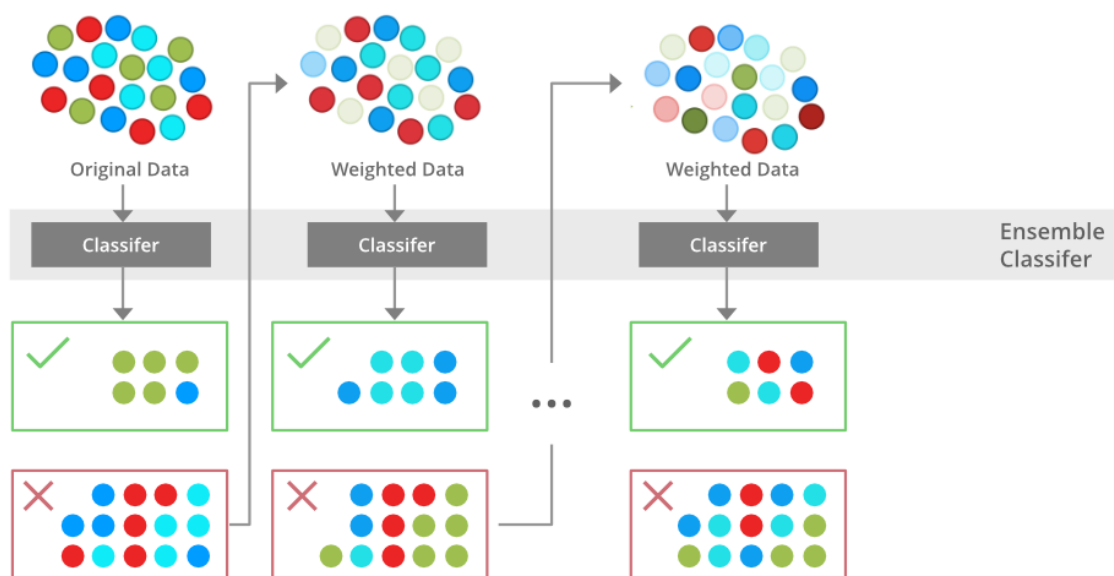 Original Data
Weighted Data
Weighted Data
Classifer
Classifer
Classifer
Ensemble
Classifer
...